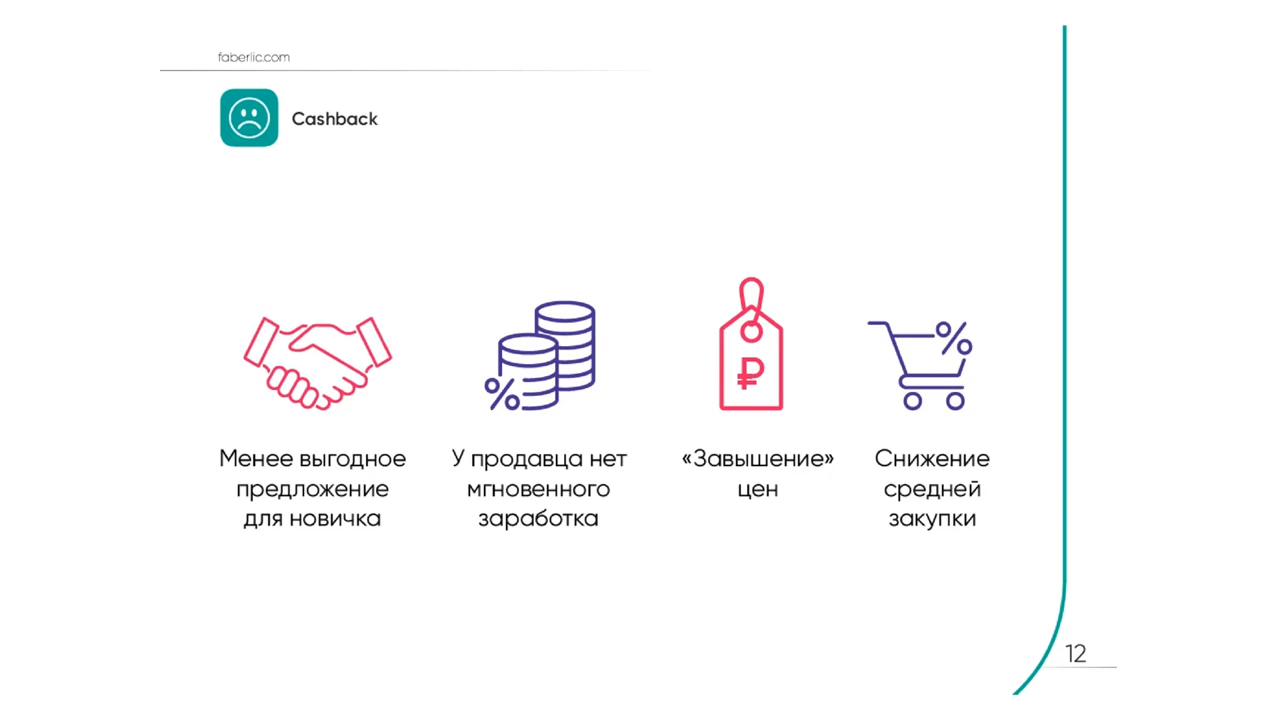 faberlic.com
Cashback
%
₽
%
Менее выгодное
предложение
для новичка
У продавца нет
мгновенного
заработка
«Завышение»
цен
Снижение
средней
закупки
12